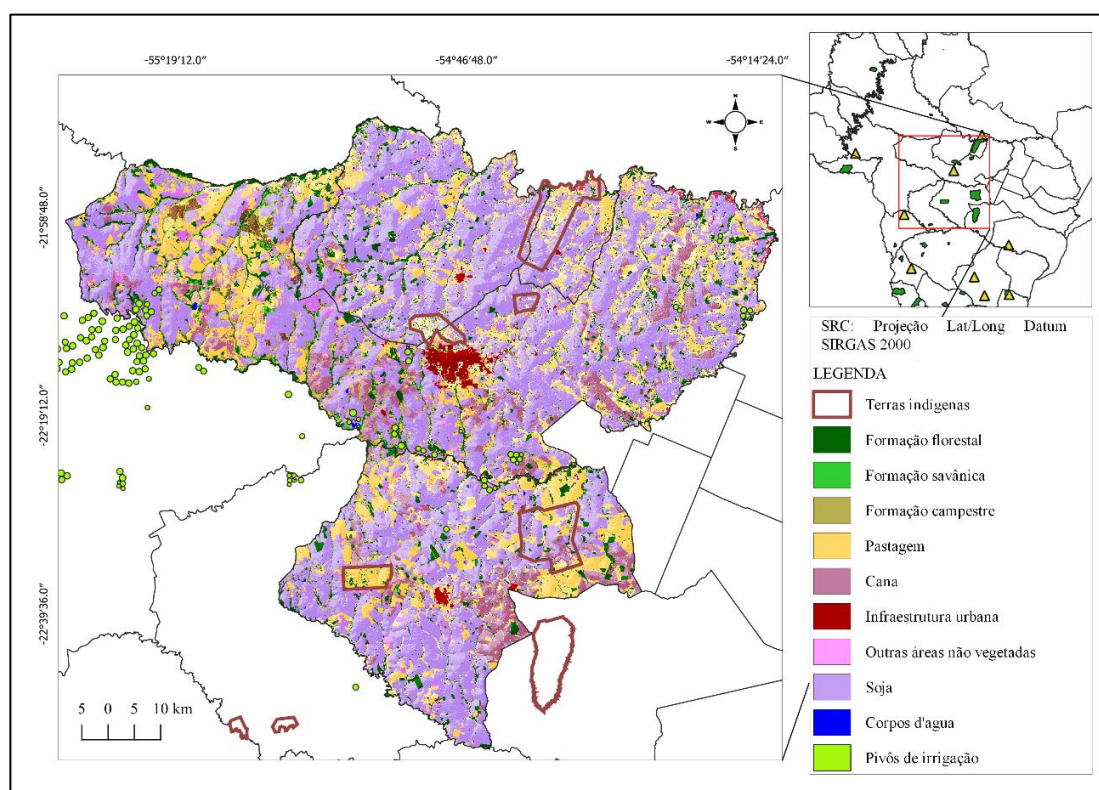 -55°19'12.0"
-54°46'48.0"
-54°14'24.0"
N
W
E
S
-21°58'48.0"
-22°19'12.0"
-22°39'36.0"
5 0 5 10 km
SRC: Projeção Lat/Long Datum
SIRGAS 2000
LEGENDA
Terras indígenas
Formação florestal
Formação savânica
Formação campestre
Pastagem
Cana
Infraestrutura urbana
Outras áreas não vegetadas
Soja
Corpos d'agua
Pivôs de irrigação